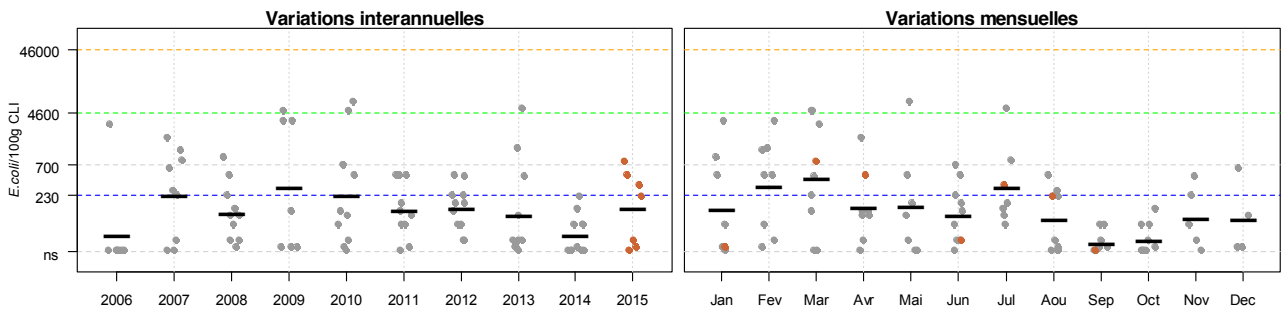 Variations interannuelles
Variations mensuelles
E.coli/100g CLI
46000
4600
700
230
ns
2006 2007 2008 2009 2010 2011 2012 2013 2014 2015
Jan Fev Mar Avr Mai Jun Jul Aou Sep Oct Nov Dec